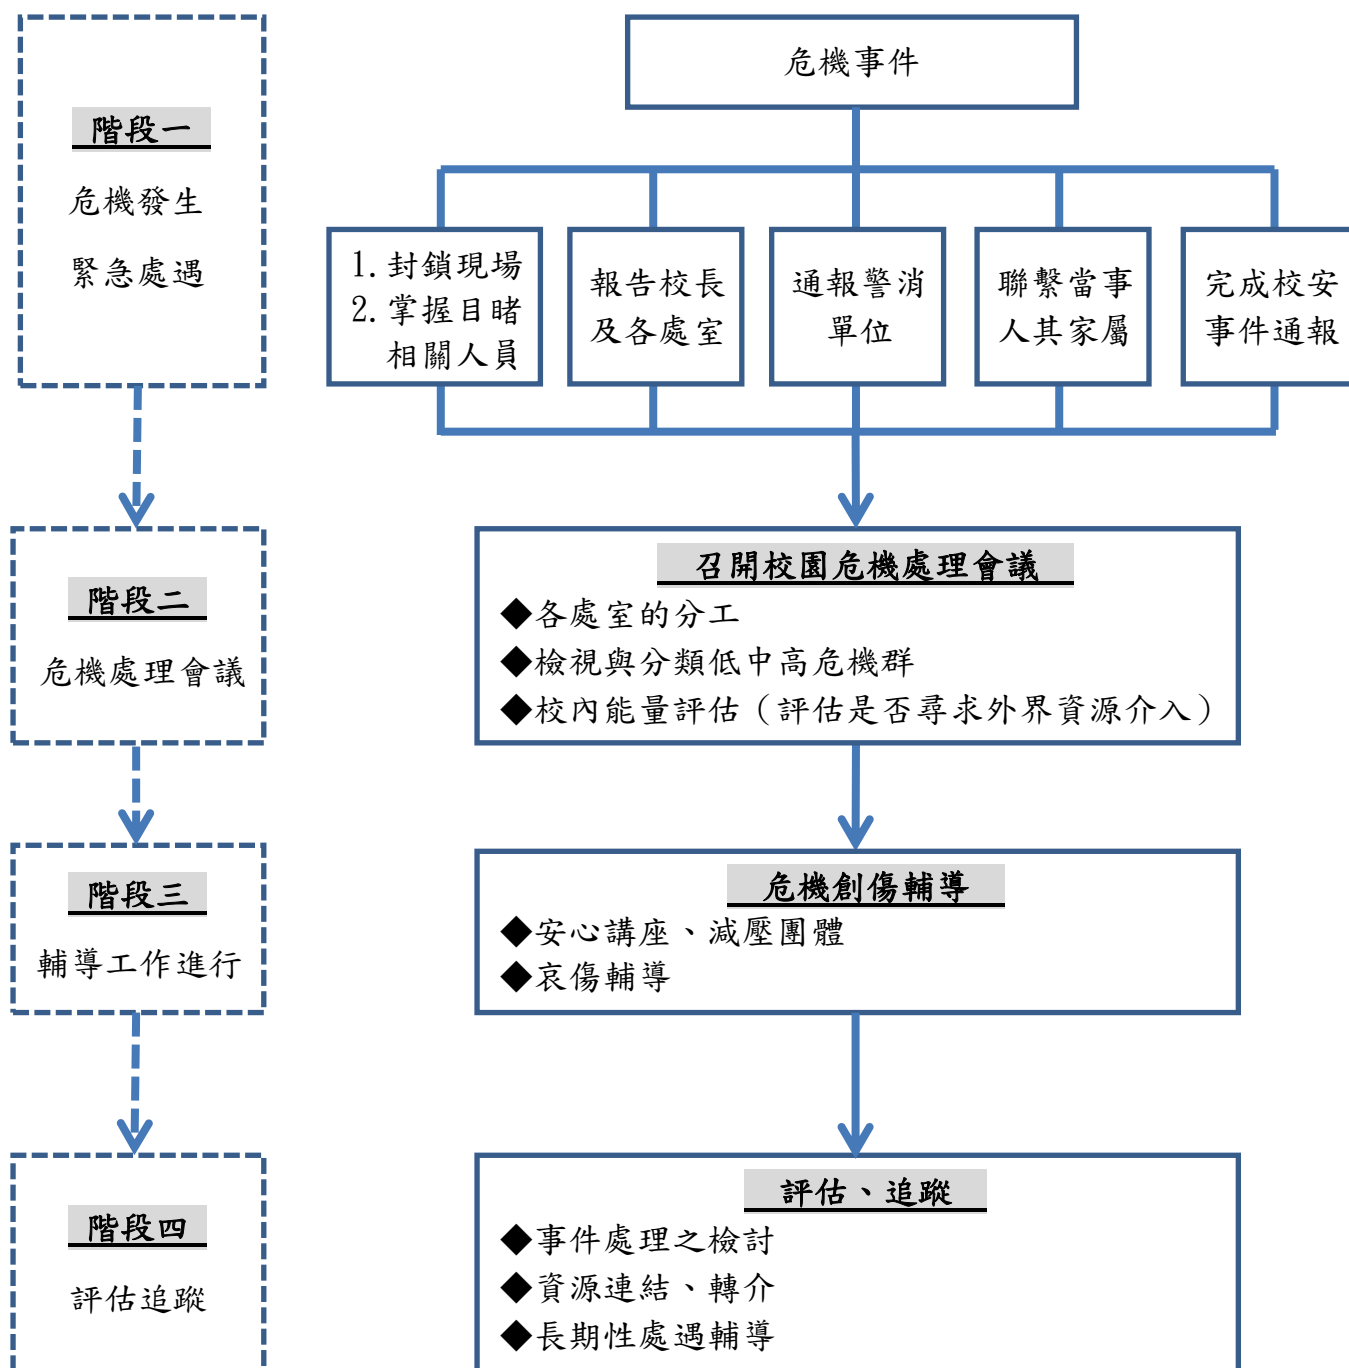 階段一
危機發生
緊急處遇
危機事件
1.封鎖現場
2.掌握目睹
相關人員
報告校長
及各處室
通報警消
單位
聯繫當事
人其家屬
完成校安
事件通報
階段二
危機處理會議
召開校園危機處理會議
◆各處室的分工
◆檢視與分類低中高危機群
◆校內能量評估（評估是否尋求外界資源介入）
階段三
輔導工作進行
危機創傷輔導
◆安心講座、減壓團體
◆哀傷輔導
階段四
評估追蹤
評估、追蹤
◆事件處理之檢討
◆資源連結、轉介
◆長期性處遇輔導